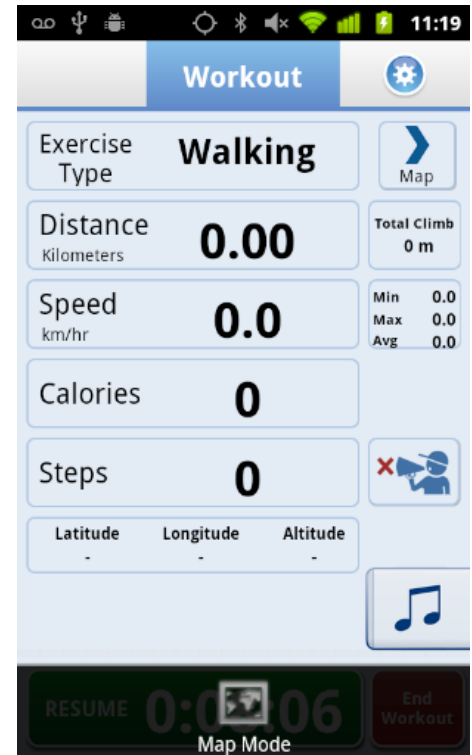 11:19
Workout
Exercise
Type
Walking
Map
Distance
Kilometers
0.00
Total Climb
0 m
Speed
km/hr
0.0
Min 0.0
Max 0.0
Avg 0.0
Calories
0
Steps
0
Latitude Longitude Altitude
- - -
RESUME
End
Workout
Map Mode